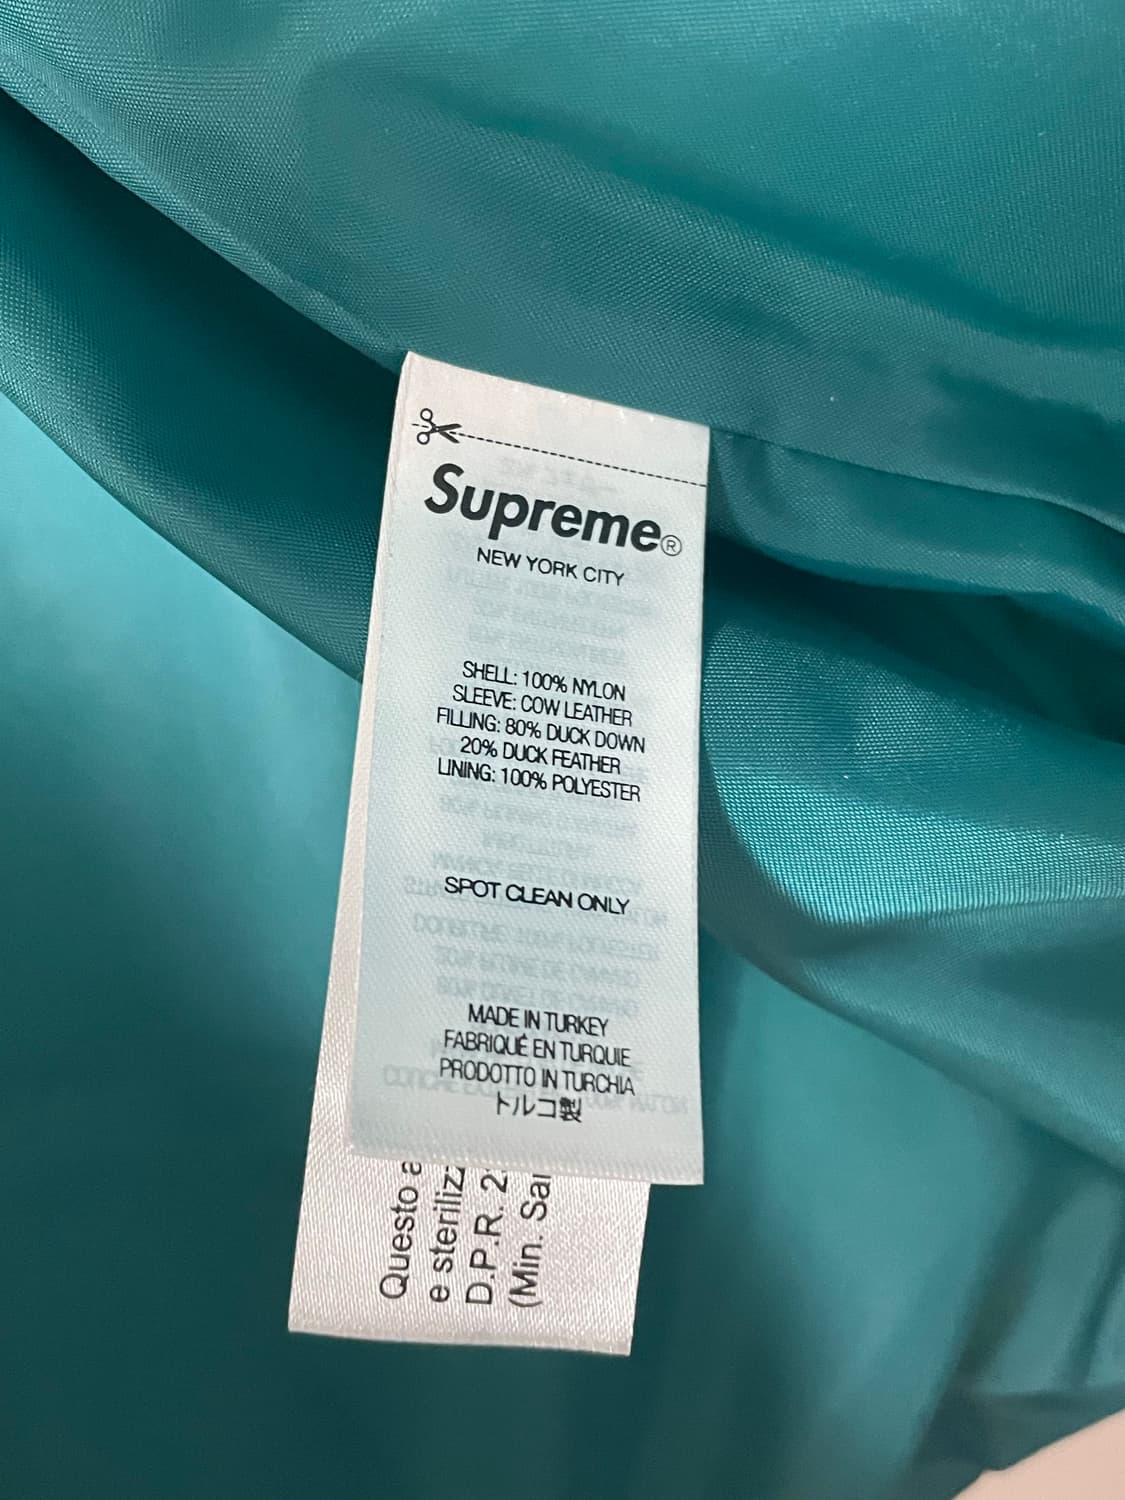 Supreme®
NEW YORK CITY
SHELL: 100% NYLON
SLEEVE: COW LEATHER
FILLING: 80% DUCK DOWN
20% DUCK FEATHER
LINING: 100% POLYESTER
SPOT CLEAN ONLY
MADE IN TURKEY
FABRIQUÉ EN TURQUIE
PRODOTTO IN TURCHIA
トルコ製
Questo a
e steriliz
D.P.R. 2
(Min. Sa